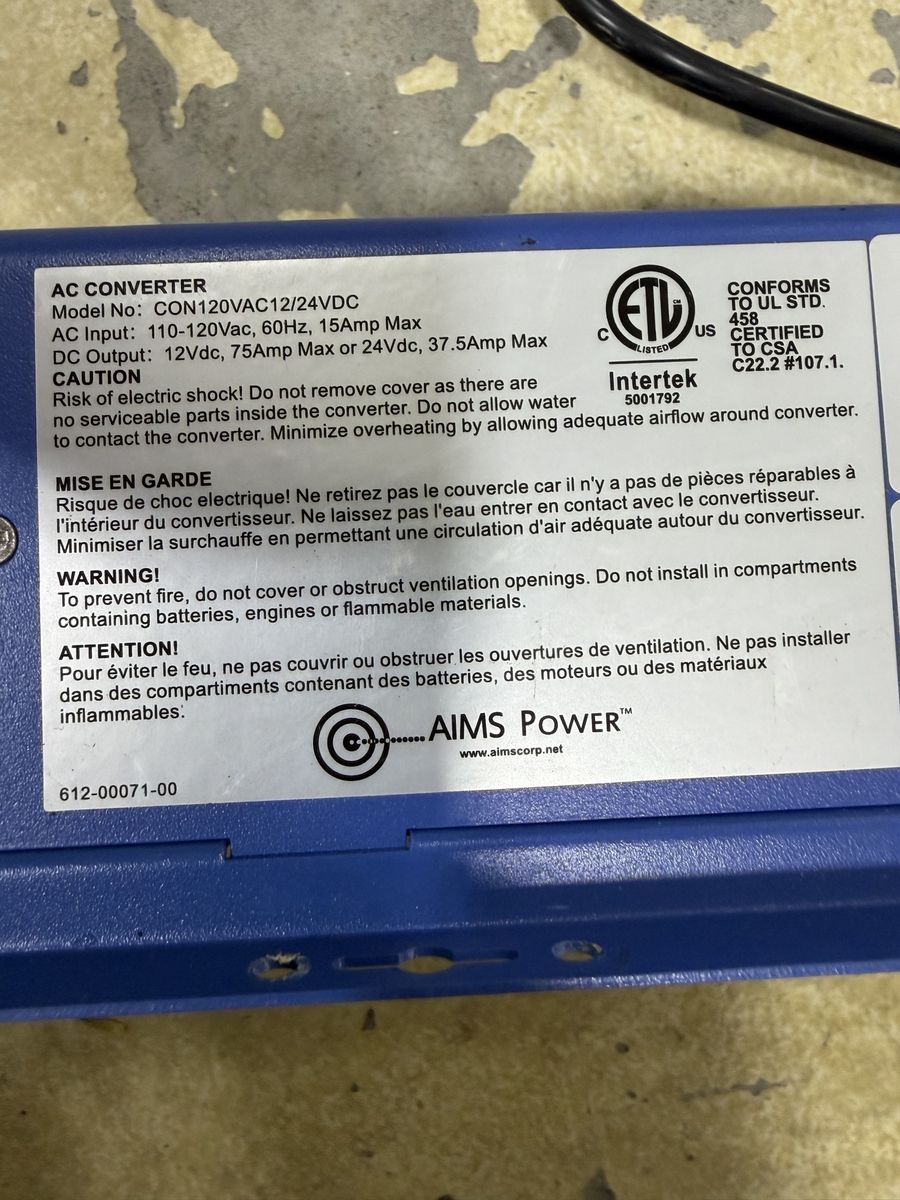 AC CONVERTER
Model No: CON120VAC12/24VDC
AC Input: 110-120Vac, 60Hz, 15Amp Max
DC Output: 12Vdc, 75Amp Max or 24Vdc, 37.5Amp Max
CAUTION
Risk of electric shock! Do not remove cover as there are
no serviceable parts inside the converter. Do not allow water
to contact the converter. Minimize overheating by allowing adequate airflow around converter.
ETL CM
C US
LISTED
Intertek
5001792
CONFORMS
TO UL STD.
458
CERTIFIED
TO CSA
C22.2 #107.1.
MISE EN GARDE
Risque de choc electrique! Ne retirez pas le couvercle car il n'y a pas de pièces réparables à
l'intérieur du convertisseur. Ne laissez pas l'eau entrer en contact avec le convertisseur.
Minimiser la surchauffe en permettant une circulation d'air adéquate autour du convertisseur.
WARNING!
To prevent fire, do not cover or obstruct ventilation openings. Do not install in compartments
containing batteries, engines or flammable materials.
ATTENTION!
Pour éviter le feu, ne pas couvrir ou obstruer les ouvertures de ventilation. Ne pas installer
dans des compartiments contenant des batteries, des moteurs ou des matériaux
inflammables.
AIMS POWER™
www.aimscorp.net
612-00071-00